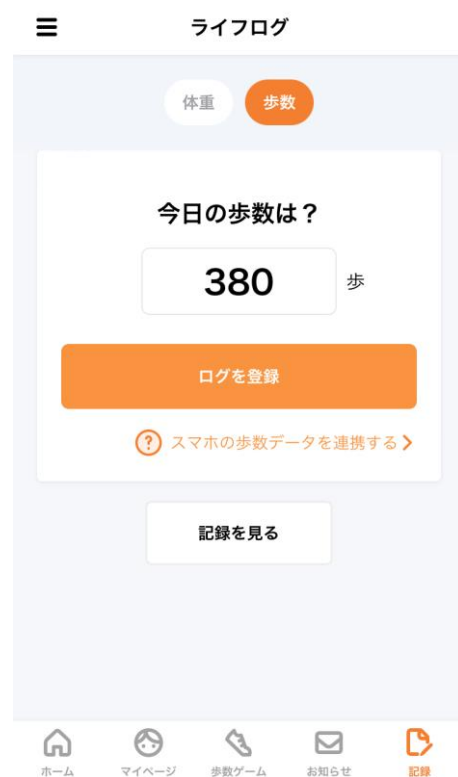 ライフログ
体重
歩数
今日の歩数は？
380
歩
ログを登録
? スマホの歩数データを連携する
記録を見る
ホーム
マイページ
歩数ゲーム
お知らせ
記録